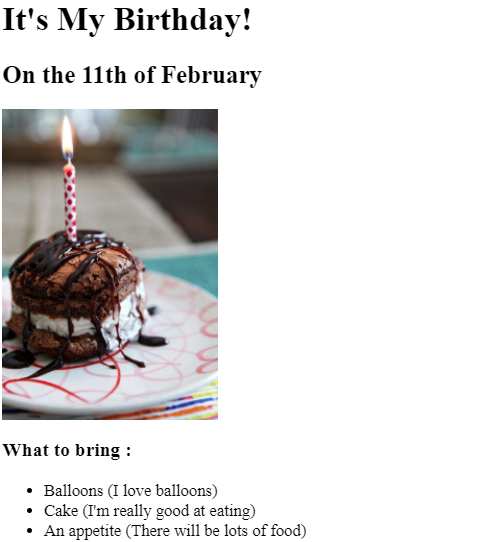 It's My Birthday!
On the 11th of February
What to bring :
Balloons (I love balloons)
Cake (I'm really good at eating)
An appetite (There will be lots of food)